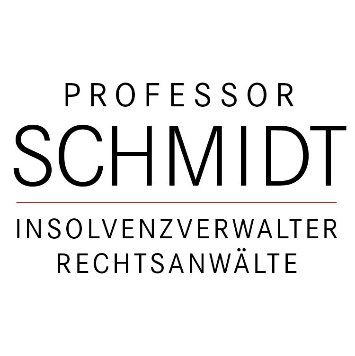 PROFESSOR
SCHMIDT
INSOLVENZVERWALTER
RECHTSANWÄLTE